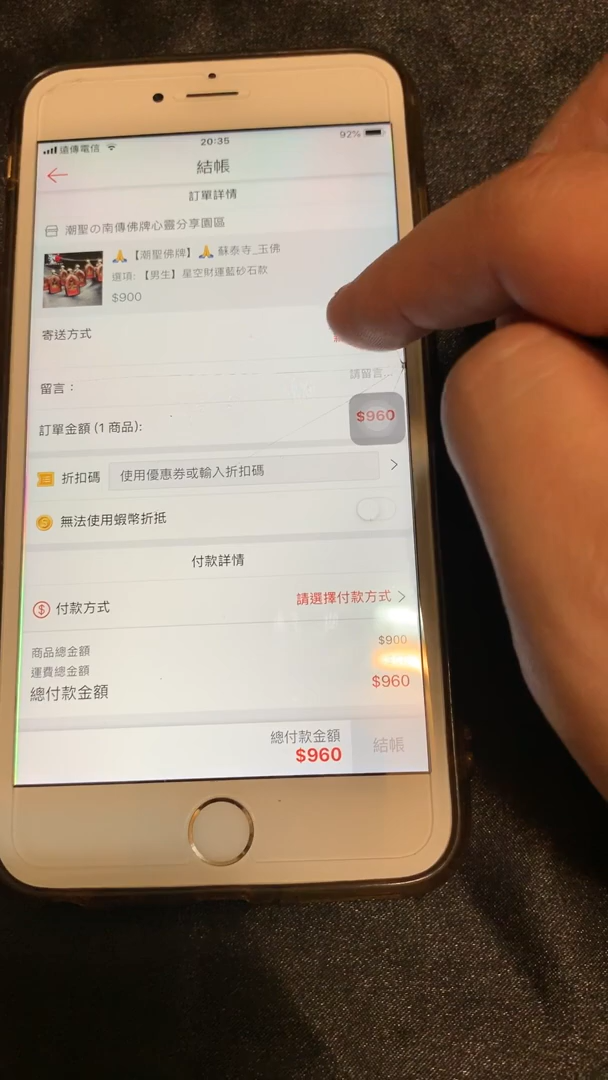 遠傳電信
20:35
92%
結帳
訂單詳情
潮聖の南傳佛牌心靈分享園區
🙏【潮聖佛牌】🙏 蘇泰寺_玉佛
選項: 【男生】星空財運藍砂石款
$900
寄送方式
留言：
請留言...
訂單金額 (1 商品):
$960
折扣碼
使用優惠券或輸入折扣碼
無法使用蝦幣折抵
付款詳情
付款方式
請選擇付款方式
商品總金額
$900
運費總金額
總付款金額
$960
總付款金額
$960
結帳